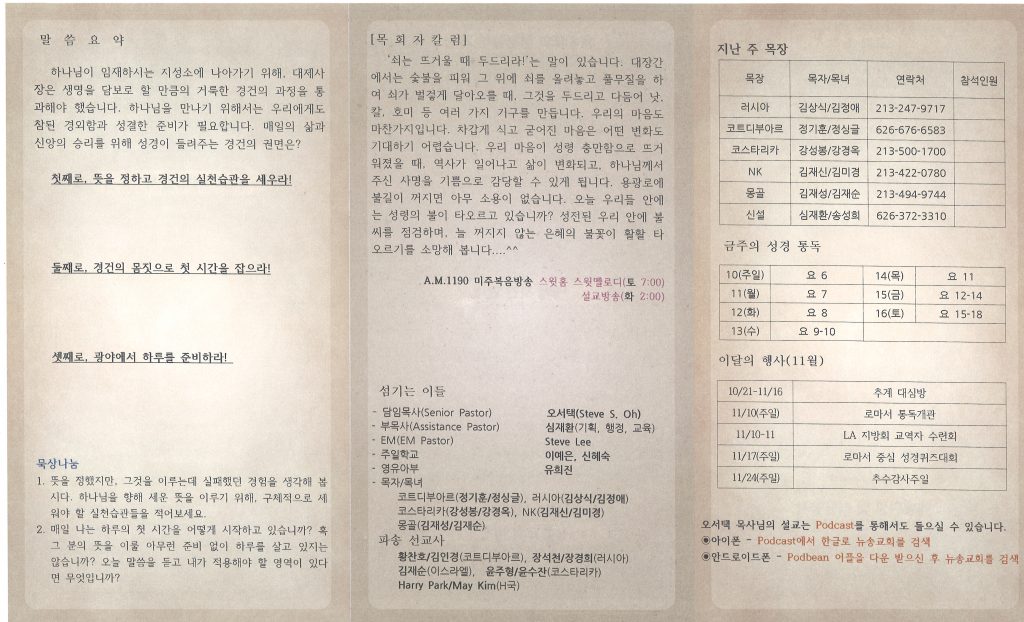 말 씀 요 약
하나님이 임재하시는 지성소에 나아가기 위해, 대제사
장은 생명을 담보로 할 만큼의 거룩한 경건의 과정을 통
과해야 했습니다. 하나님을 만나기 위해서는 우리에게도
참된 경외함과 성결한 준비가 필요합니다. 매일의 삶과
신앙의 승리를 위해 성경이 들려주는 경건의 권면은?
첫째로, 뜻을 정하고 경건의 실천습관을 세우라!
둘째로, 경건의 몸짓으로 첫 시간을 잡으라!
셋째로, 광야에서 하루를 준비하라!
묵상나눔
1. 뜻을 정했지만, 그것을 이루는데 실패했던 경험을 생각해 봅
시다. 하나님을 향해 세운 뜻을 이루기 위해, 구체적으로 세
워야 할 실천습관들을 적어보세요.
2. 매일 나는 하루의 첫 시간을 어떻게 시작하고 있습니까? 혹
그 분의 뜻을 이룰 아무런 준비 없이 하루를 살고 있지는
않습니까? 오늘 말씀을 듣고 내가 적용해야 할 영역이 있다
면 무엇입니까?
[목 회 자 칼 럼]
'쇠는 뜨거울 때 두드리라!'는 말이 있습니다. 대장간
에서는 숯불을 피워 그 위에 쇠를 올려놓고 풀무질을 하
여 쇠가 벌겋게 달아오를 때, 그것을 두드리고 다듬어 낫,
칼, 호미 등 여러 가지 기구를 만듭니다. 우리의 마음도
마찬가지입니다. 차갑게 식고 굳어진 마음은 어떤 변화도
기대하기 어렵습니다. 우리 마음이 성령 충만함으로 뜨거
워졌을 때, 역사가 일어나고 삶이 변화되고, 하나님께서
주신 사명을 기쁨으로 감당할 수 있게 됩니다. 용광로에
불길이 꺼지면 아무 소용이 없습니다. 오늘 우리들 안에
는 성령의 불이 타오르고 있습니까? 성전된 우리 안에 불
씨를 점검하며, 늘 꺼지지 않는 은혜의 불꽃이 활활 타
오르기를 소망해 봅니다....^^
A.M.1190 미주복음방송 스윗홈 스윗멜로디(토 7:00)
설교방송(화 2:00)
섬기는 이들
- 담임목사(Senior Pastor) 오서택(Steve S, Oh)
- 부목사(Assistance Pastor) 심재환(기획, 행정, 교육)
- EM(EM Pastor) Steve Lee
- 주일학교 이예은, 신혜숙
- 영유아부 유희진
- 목자/목녀
코트디부아르(정기훈/정싱글), 러시아(김상식/김정애)
코스타리카(강성봉/강경옥), NK(김재신/김미경)
몽골(김재성/김재순)
파송 선교사
황찬호/김인경(코트디부아르), 장석천/장경희(러시아)
김재준(이스라엘), 윤주형/윤수잔(코스타리카)
Harry Park/May Kim(H국)
지난 주 목장
목장 목자/목녀 연락처 참석인원
러시아 김상식/김정애 213-247-9717
코트디부아르 정기훈/정싱글 626-676-6583
코스타리카 강성봉/강경옥 213-500-1700
NK 김재신/김미경 213-422-0780
몽골 김재성/김재순 213-494-9744
신설 심재환/송성희 626-372-3310
금주의 성경 통독
10(주일) 요 6 14(목) 요 11
11(월) 요 7 15(금) 요 12-14
12(화) 요 8 16(토) 요 15-18
13(수) 요 9-10
이달의 행사(11월)
10/21-11/16 추계 대심방
11/10(주일) 로마서 통독개관
11/10-11 LA 지방회 교역자 수련회
11/17(주일) 로마서 중심 성경퀴즈대회
11/24(주일) 추수감사주일
오서택 목사님의 설교는 Podcast를 통해서도 들으실 수 있습니다.
◉아이폰 - Podcast에서 한글로 뉴송교회를 검색
◉안드로이드폰 - Podbean 어플을 다운 받으신 후 뉴송교회를 검색